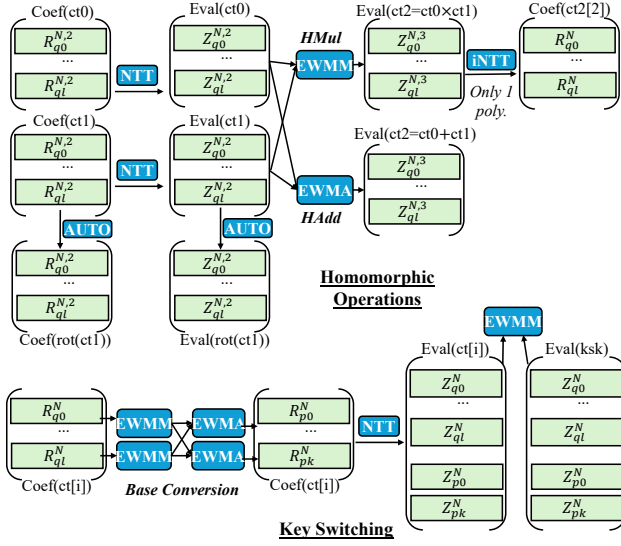 Coef(ct0)
R_{q0}^{N,2}
...
R_{ql}^{N,2}
NTT
Eval(ct0)
Z_{q0}^{N,2}
...
Z_{ql}^{N,2}
HMul
EWMM
Eval(ct2=ct0×ct1)
Z_{q0}^{N,3}
...
Z_{ql}^{N,3}
iNTT
Only 1
poly.
Coef(ct2[2])
R_{q0}^{N}
...
R_{ql}^{N}
Coef(ct1)
R_{q0}^{N,2}
...
R_{ql}^{N,2}
NTT
Eval(ct1)
Z_{q0}^{N,2}
...
Z_{ql}^{N,2}
EWMA
HAdd
Eval(ct2=ct0+ct1)
Z_{q0}^{N,3}
...
Z_{ql}^{N,3}
AUTO
R_{q0}^{N,2}
...
R_{ql}^{N,2}
Coef(rot(ct1))
AUTO
Z_{q0}^{N,2}
...
Z_{ql}^{N,2}
Eval(rot(ct1))
Homomorphic
Operations
Coef(ct[i])
R_{q0}^{N}
...
R_{ql}^{N}
EWMM
EWMA
EWMM
EWMA
Base Conversion
R_{p0}^{N}
...
R_{pk}^{N}
Coef(ct[i])
NTT
EWMM
Eval(ct[i])
Z_{q0}^{N}
...
Z_{ql}^{N}
Z_{p0}^{N}
Z_{pk}^{N}
Eval(ksk)
Z_{q0}^{N}
...
Z_{ql}^{N}
Z_{p0}^{N}
Z_{pk}^{N}
Key Switching